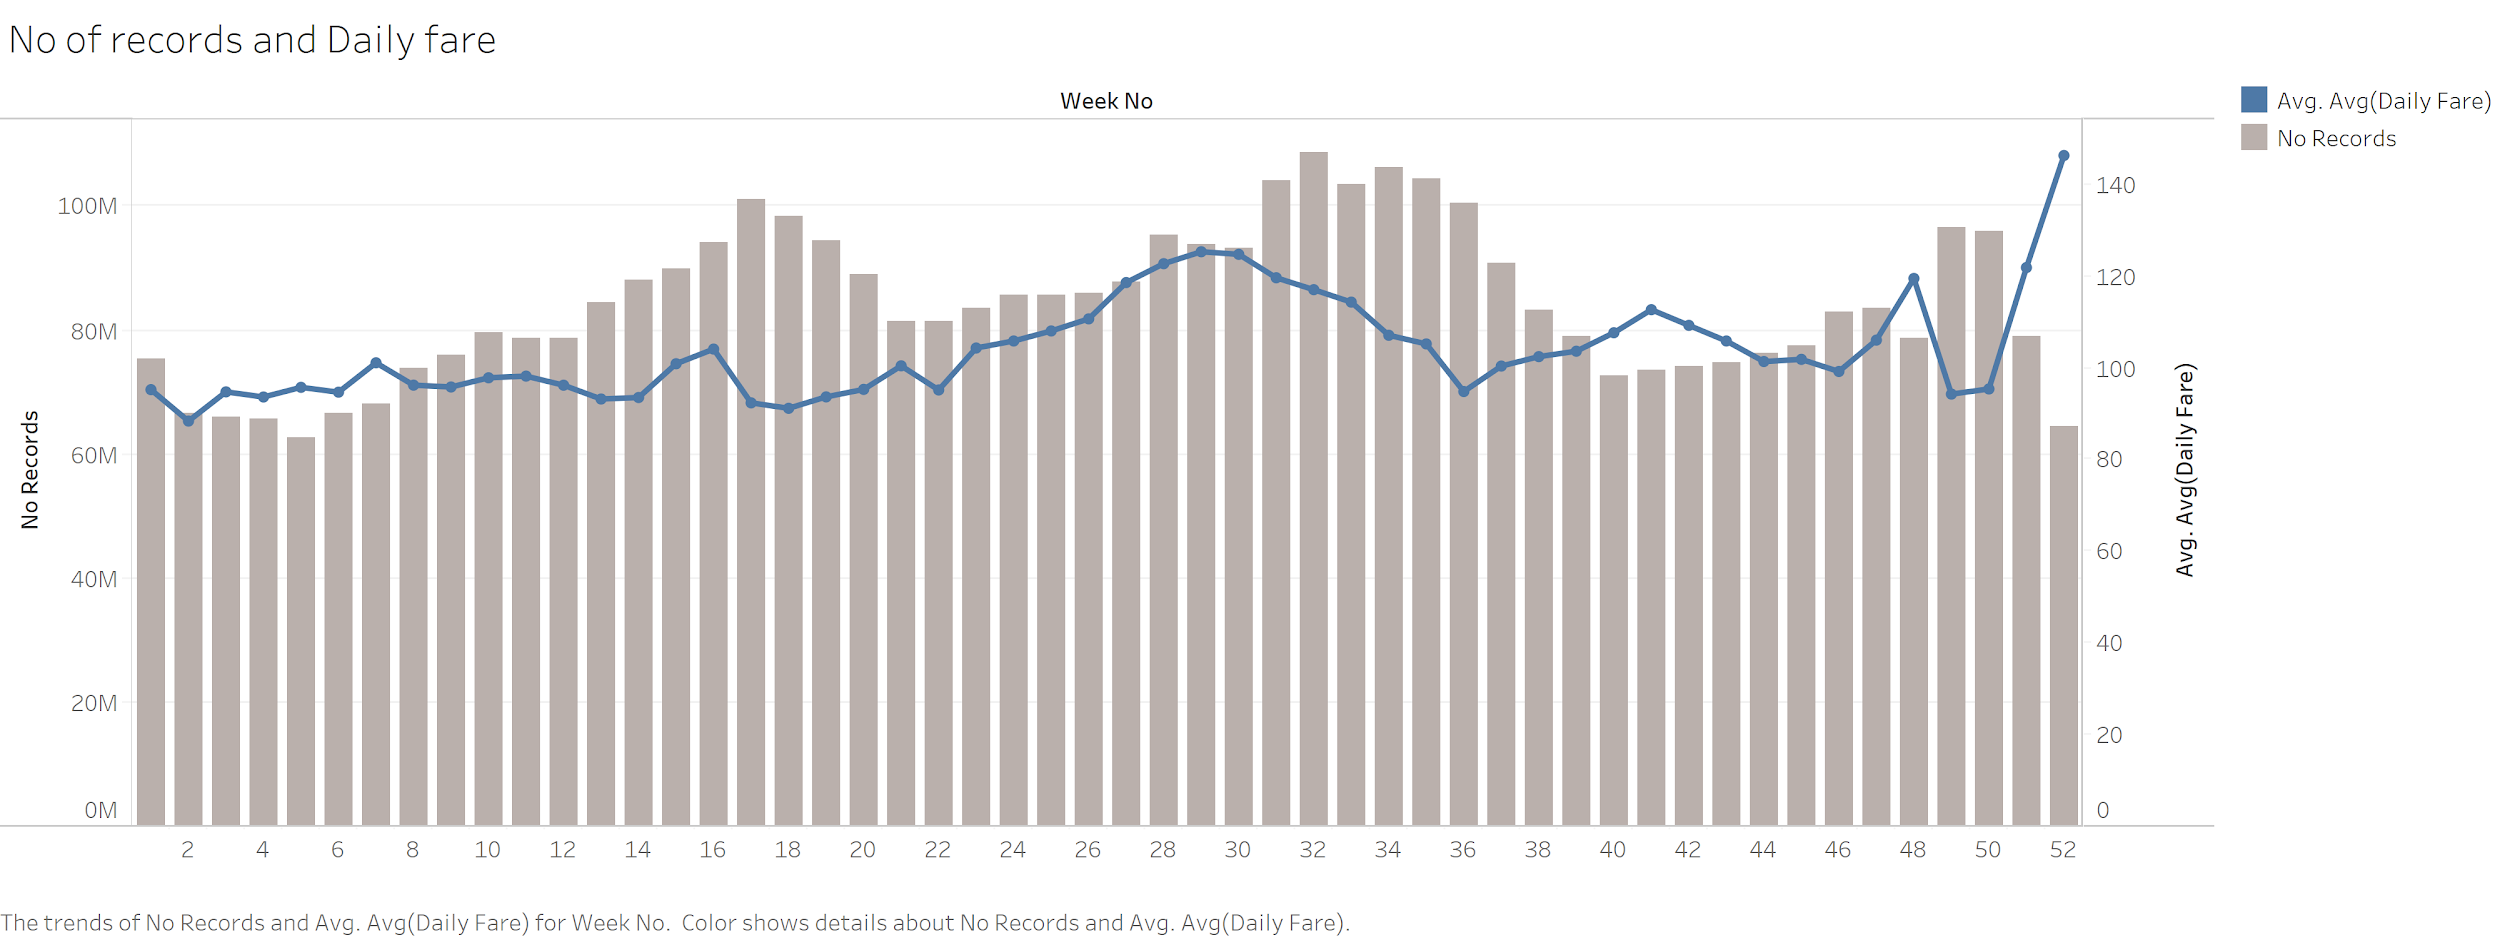 No of records and Daily fare
Week No
Avg. Avg(Daily Fare)
No Records
No Records
100M
80M
60M
40M
20M
0M
140
120
100
80
60
40
20
0
Avg. Avg(Daily Fare)
2 4 6 8 10 12 14 16 18 20 22 24 26 28 30 32 34 36 38 40 42 44 46 48 50 52
The trends of No Records and Avg. Avg(Daily Fare) for Week No.  Color shows details about No Records and Avg. Avg(Daily Fare).